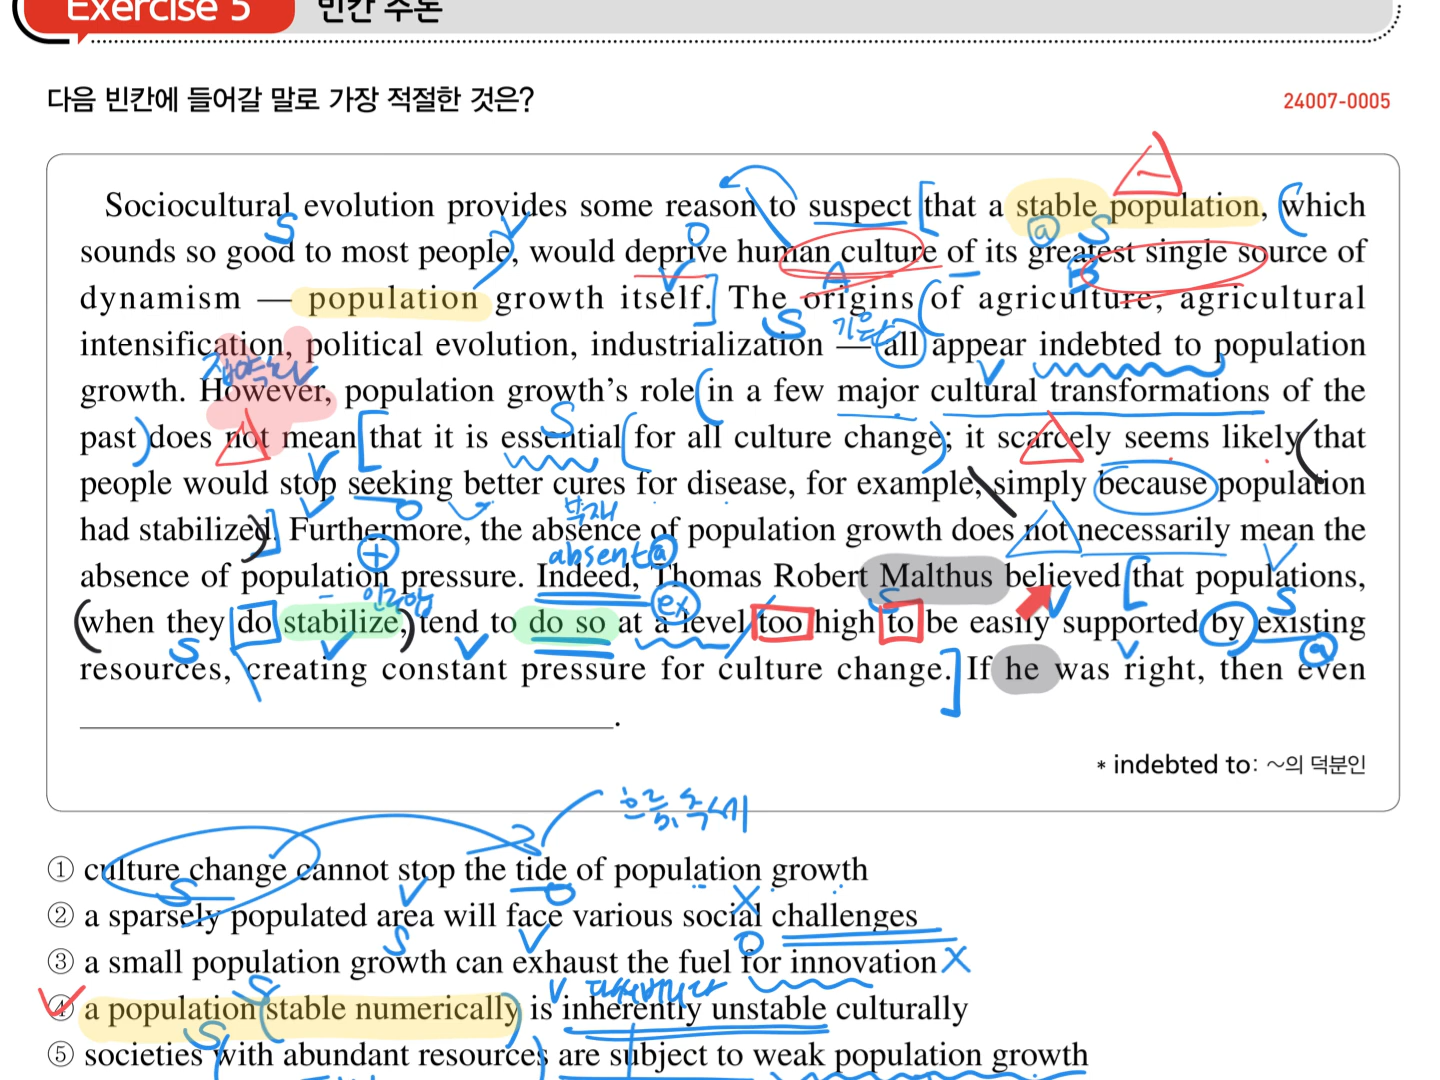 Exercise 5 빈칸 추론
다음 빈칸에 들어갈 말로 가장 적절한 것은?
24007-0005
Sociocultural evolution provides some reason to suspect that a stable population, which
S V O a S
sounds so good to most people, would deprive human culture of its greatest single source of
V A B
dynamism — population growth itself. The origins of agriculture, agricultural
S
intensification, political evolution, industrialization — all appear indebted to population
V
growth. However, population growth's role in a few major cultural transformations of the
S
past does not mean that it is essential for all culture change; it scarcely seems likely that
V
people would stop seeking better cures for disease, for example, simply because population
V O 부재
had stabilized. Furthermore, the absence of population growth does not necessarily mean the
+ absent a V
absence of population pressure. Indeed, Thomas Robert Malthus believed that populations,
ex S V S
(when they do stabilize,) tend to do so at a level too high to be easily supported by existing
S V a
resources, creating constant pressure for culture change. If he was right, then even
.
* indebted to: ~의 덕분인
흐름, 추세
① culture change cannot stop the tide of population growth
S V O X
② a sparsely populated area will face various social challenges
S V O
③ a small population growth can exhaust the fuel for innovation X
S V
④ a population stable numerically is inherently unstable culturally
S
⑤ societies with abundant resources are subject to weak population growth